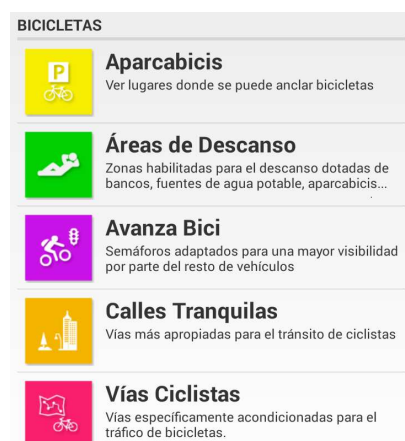 BICICLETAS
P
Aparcabicis
Ver lugares donde se puede anclar bicicletas
Áreas de Descanso
Zonas habilitadas para el descanso dotadas de
bancos, fuentes de agua potable, aparcabicis...
Avanza Bici
Semáforos adaptados para una mayor visibilidad
por parte del resto de vehículos
Calles Tranquilas
Vías más apropiadas para el tránsito de ciclistas
Vías Ciclistas
Vías específicamente acondicionadas para el
tráfico de bicicletas.